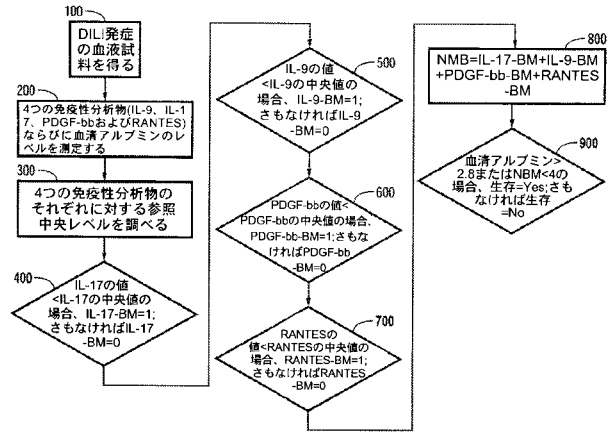 100
DILI発症
の血液試
料を得る
200
4つの免疫性分析物(IL-9、IL-1
7、PDGF-bbおよびRANTES)
ならびに血清アルブミンのレ
ベルを測定する
300
4つの免疫性分析物の
それぞれに対する参照
中央レベルを調べる
400
IL-17の値
<IL-17の中央値の
場合、IL-17-BM=1;
さもなければIL-17
-BM=0
500
IL-9の値
<IL-9の中央値の
場合、IL-9-BM=1;
さもなければIL-9
-BM=0
600
PDGF-bbの値<
PDGF-bbの中央値の場合、
PDGF-bb-BM=1;さも
なければPDGF-bb
-BM=0
700
RANTESの
値<RANTESの中央値の
場合、RANTES-BM=1;
さもなければRANTES
-BM=0
800
NMB=IL-17-BM+IL-9-BM
+PDGF-bb-BM+RANTES
-BM
900
血清アルブミン>
2.8またはNBM<4の
場合、生存=Yes;さも
なければ生存
=No